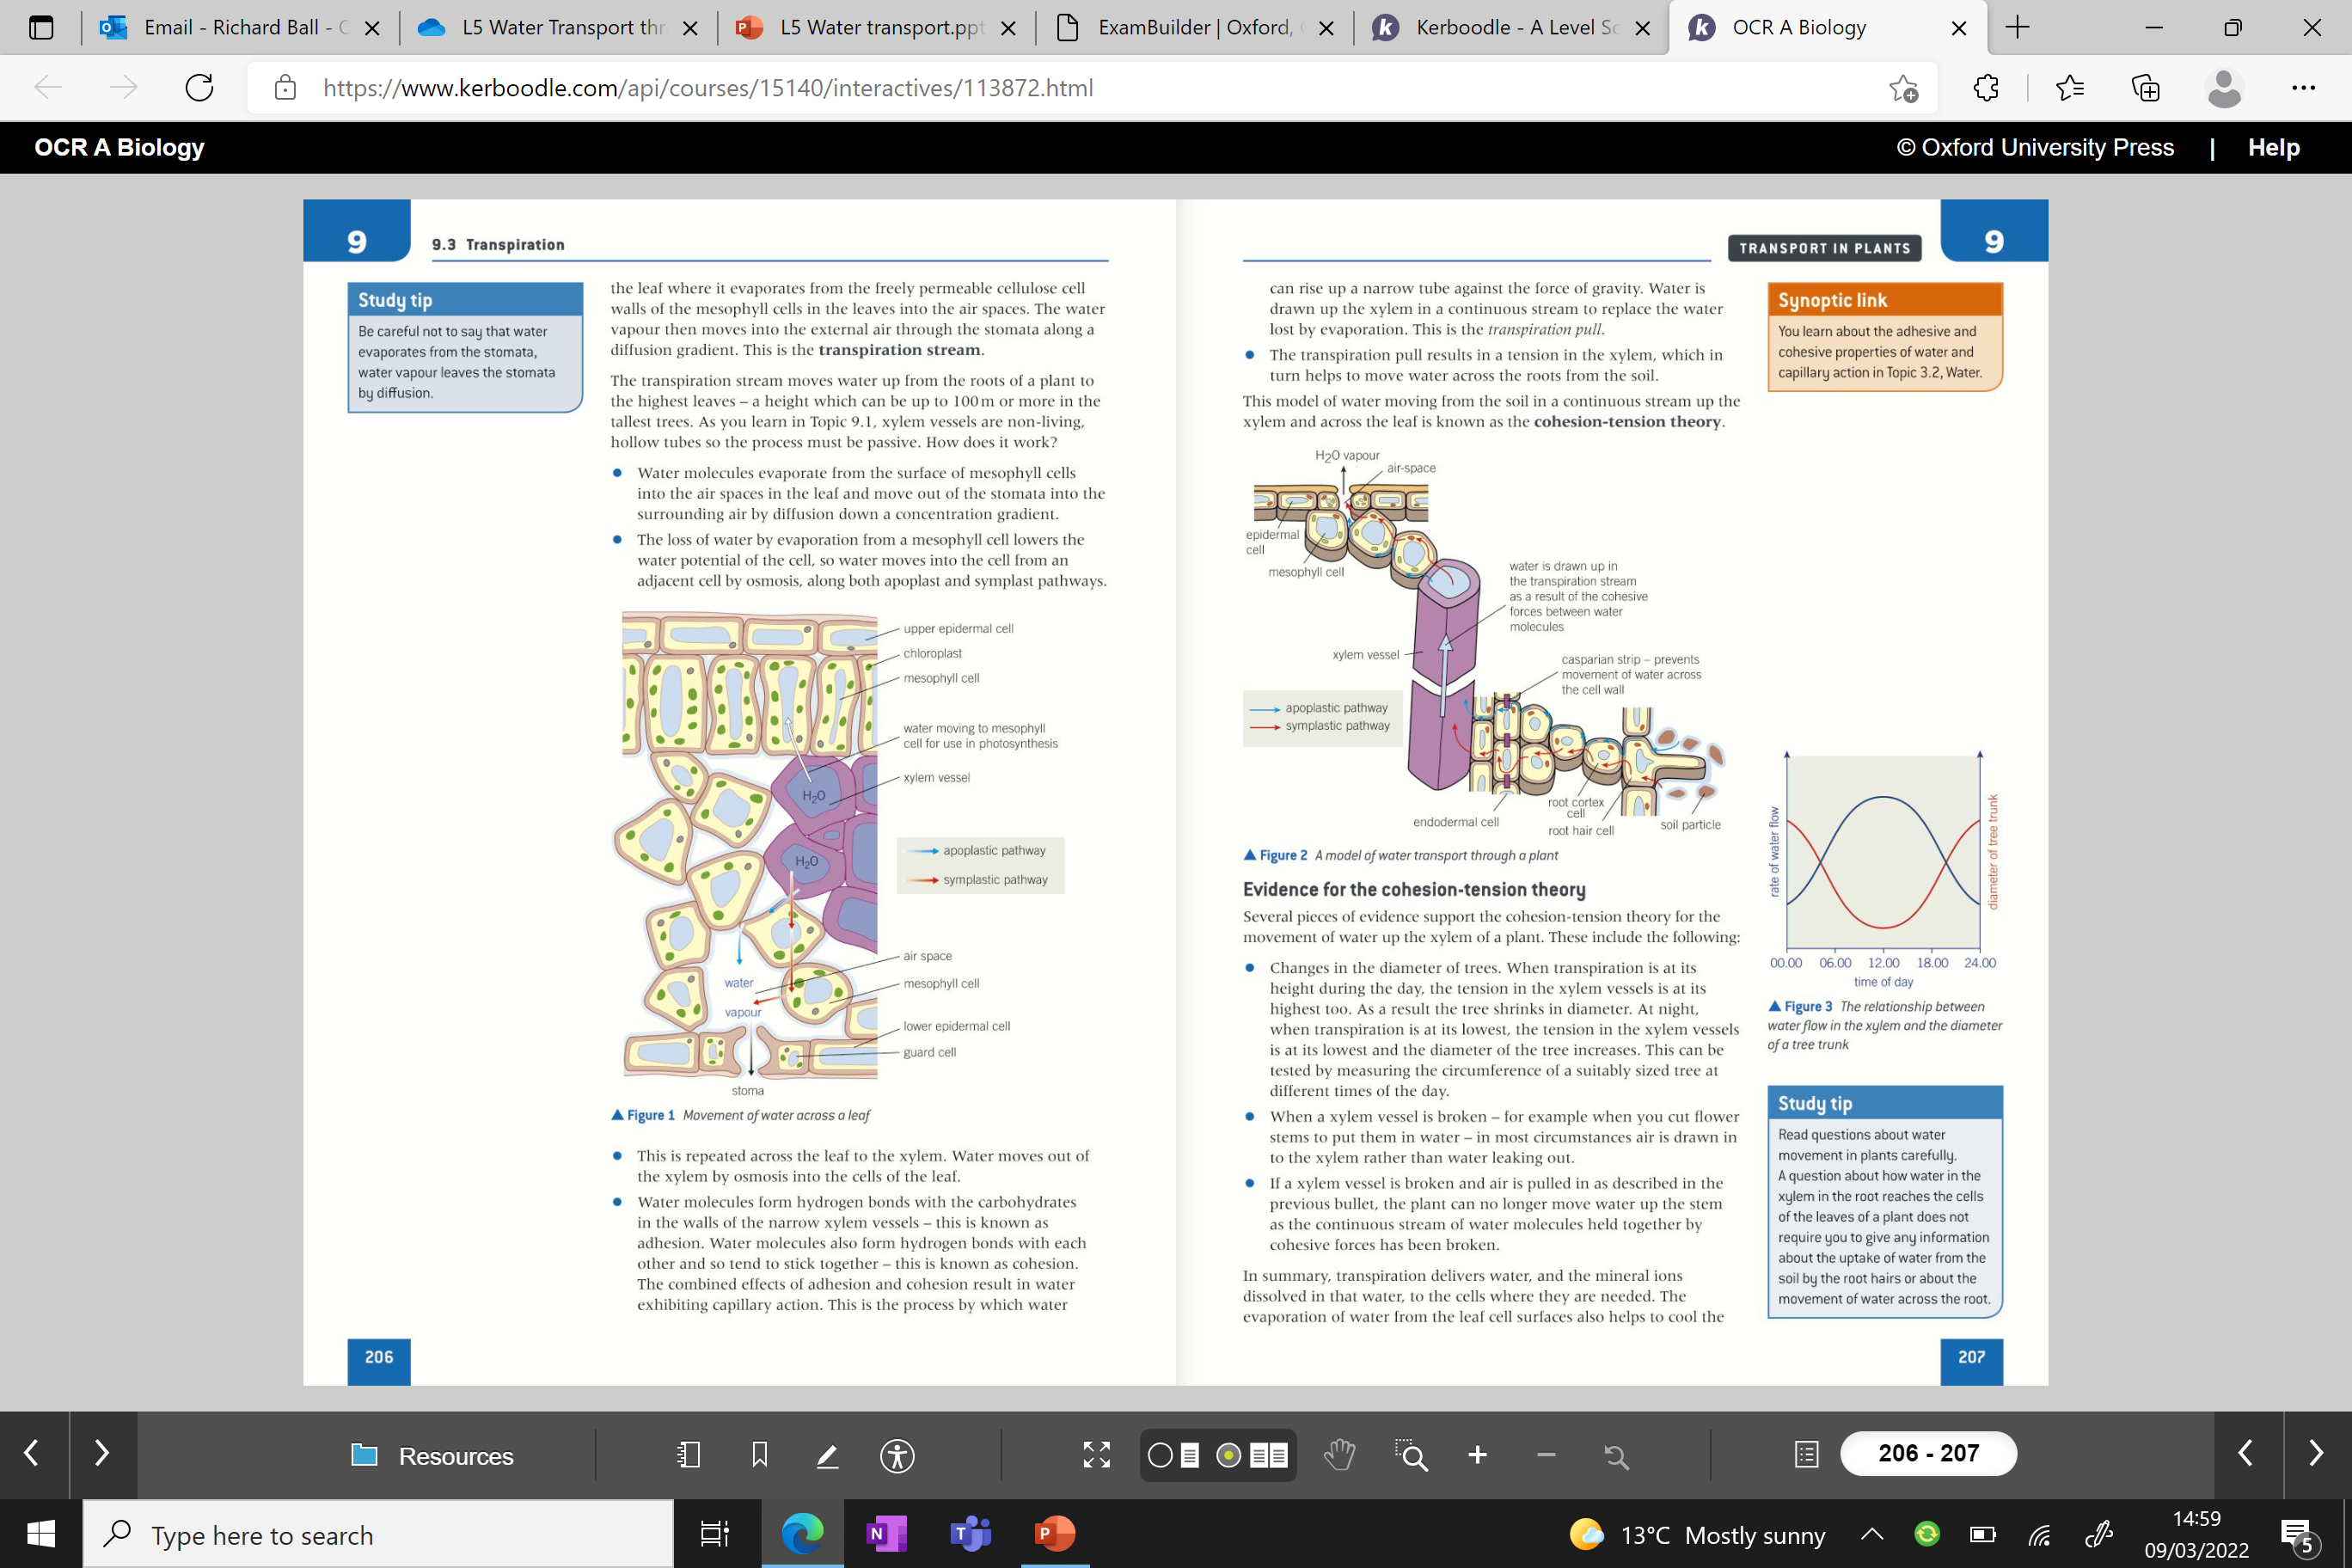 Email - Richard Ball - C
L5 Water Transport thr
L5 Water transport.ppt
ExamBuilder | Oxford,
Kerboodle - A Level Sc
OCR A Biology
https://www.kerboodle.com/api/courses/15140/interactives/113872.html
OCR A Biology
© Oxford University Press | Help
9
9.3 Transpiration
Study tip
Be careful not to say that water
evaporates from the stomata,
water vapour leaves the stomata
by diffusion.
the leaf where it evaporates from the freely permeable cellulose cell
walls of the mesophyll cells in the leaves into the air spaces. The water
vapour then moves into the external air through the stomata along a
diffusion gradient. This is the transpiration stream.
The transpiration stream moves water up from the roots of a plant to
the highest leaves – a height which can be up to 100 m or more in the
tallest trees. As you learn in Topic 9.1, xylem vessels are non-living,
hollow tubes so the process must be passive. How does it work?
• Water molecules evaporate from the surface of mesophyll cells
into the air spaces in the leaf and move out of the stomata into the
surrounding air by diffusion down a concentration gradient.
• The loss of water by evaporation from a mesophyll cell lowers the
water potential of the cell, so water moves into the cell from an
adjacent cell by osmosis, along both apoplast and symplast pathways.
upper epidermal cell
chloroplast
mesophyll cell
water moving to mesophyll
cell for use in photosynthesis
xylem vessel
H₂O
H₂O
apoplastic pathway
symplastic pathway
air space
water
mesophyll cell
vapour
lower epidermal cell
guard cell
stoma
▲ Figure 1 Movement of water across a leaf
• This is repeated across the leaf to the xylem. Water moves out of
the xylem by osmosis into the cells of the leaf.
• Water molecules form hydrogen bonds with the carbohydrates
in the walls of the narrow xylem vessels – this is known as
adhesion. Water molecules also form hydrogen bonds with each
other and so tend to stick together – this is known as cohesion.
The combined effects of adhesion and cohesion result in water
exhibiting capillary action. This is the process by which water
206
TRANSPORT IN PLANTS
9
can rise up a narrow tube against the force of gravity. Water is
drawn up the xylem in a continuous stream to replace the water
lost by evaporation. This is the transpiration pull.
• The transpiration pull results in a tension in the xylem, which in
turn helps to move water across the roots from the soil.
This model of water moving from the soil in a continuous stream up the
xylem and across the leaf is known as the cohesion-tension theory.
Synoptic link
You learn about the adhesive and
cohesive properties of water and
capillary action in Topic 3.2, Water.
H2O vapour
air-space
epidermal
cell
mesophyll cell
water is drawn up in
the transpiration stream
as a result of the cohesive
forces between water
molecules
xylem vessel
casparian strip – prevents
movement of water across
the cell wall
apoplastic pathway
symplastic pathway
endodermal cell
root cortex
cell
root hair cell
soil particle
▲ Figure 2 A model of water transport through a plant
Evidence for the cohesion-tension theory
Several pieces of evidence support the cohesion-tension theory for the
movement of water up the xylem of a plant. These include the following:
• Changes in the diameter of trees. When transpiration is at its
height during the day, the tension in the xylem vessels is at its
highest too. As a result the tree shrinks in diameter. At night,
when transpiration is at its lowest, the tension in the xylem vessels
is at its lowest and the diameter of the tree increases. This can be
tested by measuring the circumference of a suitably sized tree at
different times of the day.
• When a xylem vessel is broken – for example when you cut flower
stems to put them in water – in most circumstances air is drawn in
to the xylem rather than water leaking out.
• If a xylem vessel is broken and air is pulled in as described in the
previous bullet, the plant can no longer move water up the stem
as the continuous stream of water molecules held together by
cohesive forces has been broken.
In summary, transpiration delivers water, and the mineral ions
dissolved in that water, to the cells where they are needed. The
evaporation of water from the leaf cell surfaces also helps to cool the
rate of water flow
diameter of tree trunk
00.00 06.00 12.00 18.00 24.00
time of day
▲ Figure 3 The relationship between
water flow in the xylem and the diameter
of a tree trunk
Study tip
Read questions about water
movement in plants carefully.
A question about how water in the
xylem in the root reaches the cells
of the leaves of a plant does not
require you to give any information
about the uptake of water from the
soil by the root hairs or about the
movement of water across the root.
207
Resources
206 - 207
Type here to search
13°C Mostly sunny
14:59
09/03/2022
5